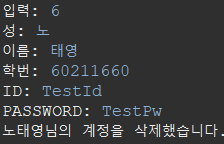 입력: 6
성: 노
이름: 태영
학번: 60211660
ID: TestId
PASSWORD: TestPw
노태영님의 계정을 삭제했습니다.